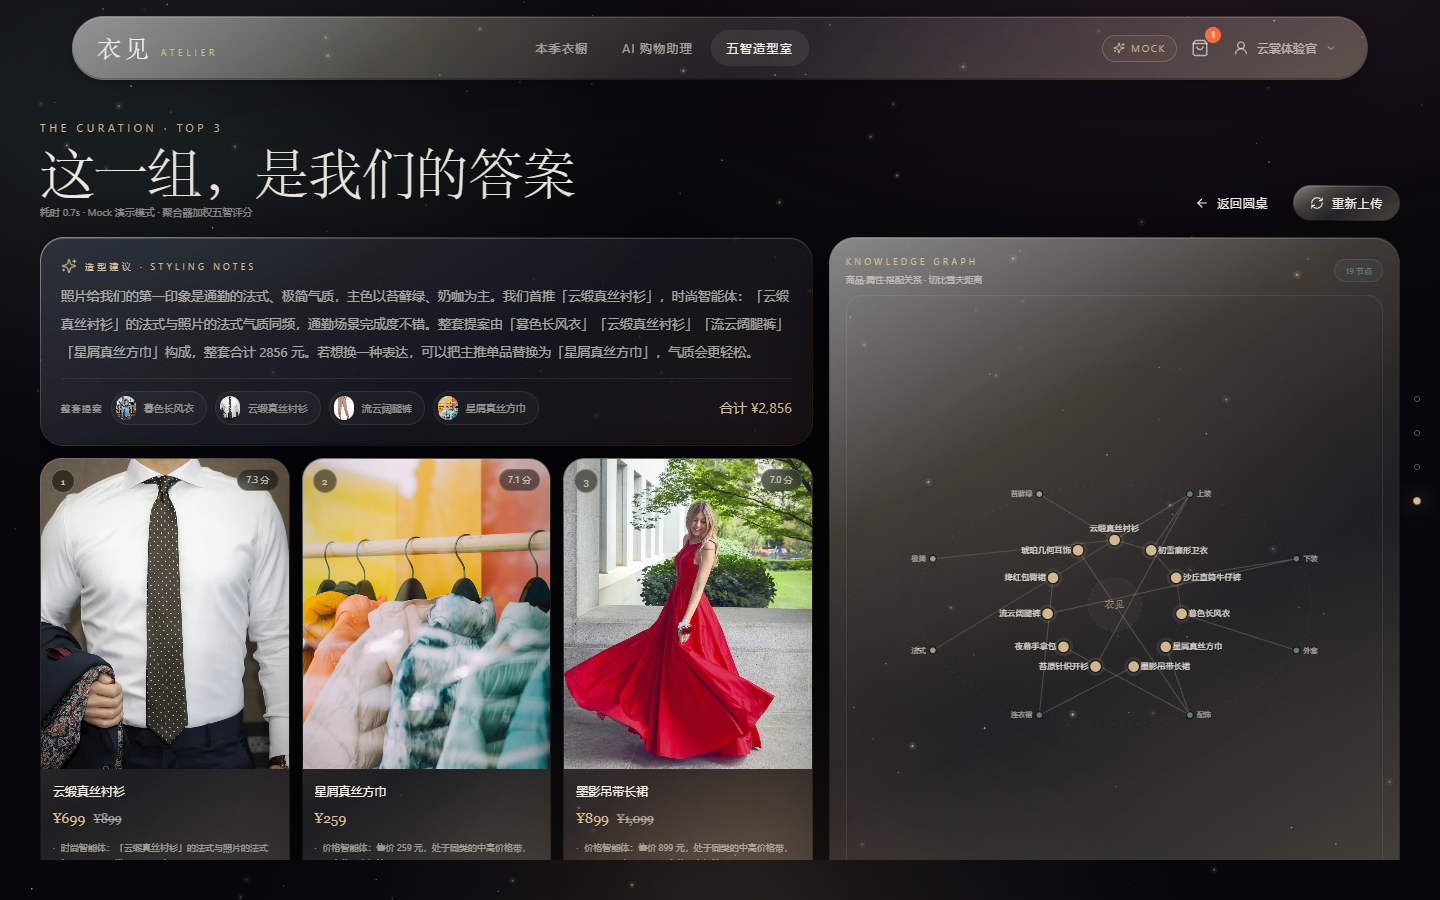 衣见 ATELIER
本季衣橱
AI 购物助理
五智造型室
MOCK
1
云裳体验官
THE CURATION · TOP 3
这一组，是我们的答案
耗时 0.7s · Mock 演示模式 · 聚合器加权五智评分
返回圆桌
重新上传
造型建议 · STYLING NOTES
照片给我们的第一印象是通勤的法式、极简气质，主色以苔藓绿、奶咖为主。我们首推「云缎真丝衬衫」，时尚智能体：「云缎
真丝衬衫」的法式与照片的法式气质同频，通勤场景完成度不错。整套提案由「暮色长风衣」「云缎真丝衬衫」「流云阔腿裤」
「星屑真丝方巾」构成，整套合计 2856 元。若想换一种表达，可以把主推单品替换为「星屑真丝方巾」，气质会更轻松。
整套提案
暮色长风衣
云缎真丝衬衫
流云阔腿裤
星屑真丝方巾
合计 ¥2,856
1
7.3 分
云缎真丝衬衫
¥699 ¥899
· 时尚智能体：「云缎真丝衬衫」的法式与照片的法式
2
7.1 分
星屑真丝方巾
¥259
· 价格智能体：售价 259 元，处于同类的中高价格带，
3
7.0 分
墨影吊带长裙
¥899 ¥1,099
· 价格智能体：售价 899 元，处于同类的中高价格带，
KNOWLEDGE GRAPH
商品·属性·搭配关系 · 切比雪夫距离
19 节点
苔藓绿
上装
云缎真丝衬衫
琥珀几何耳饰
初雪廓形卫衣
极简
下装
绛红包臀裙
沙丘直筒牛仔裤
衣见
流云阔腿裤
暮色长风衣
夜幕手拿包
星屑真丝方巾
法式
外套
苔原针织开衫
墨影吊带长裙
连衣裙
配饰